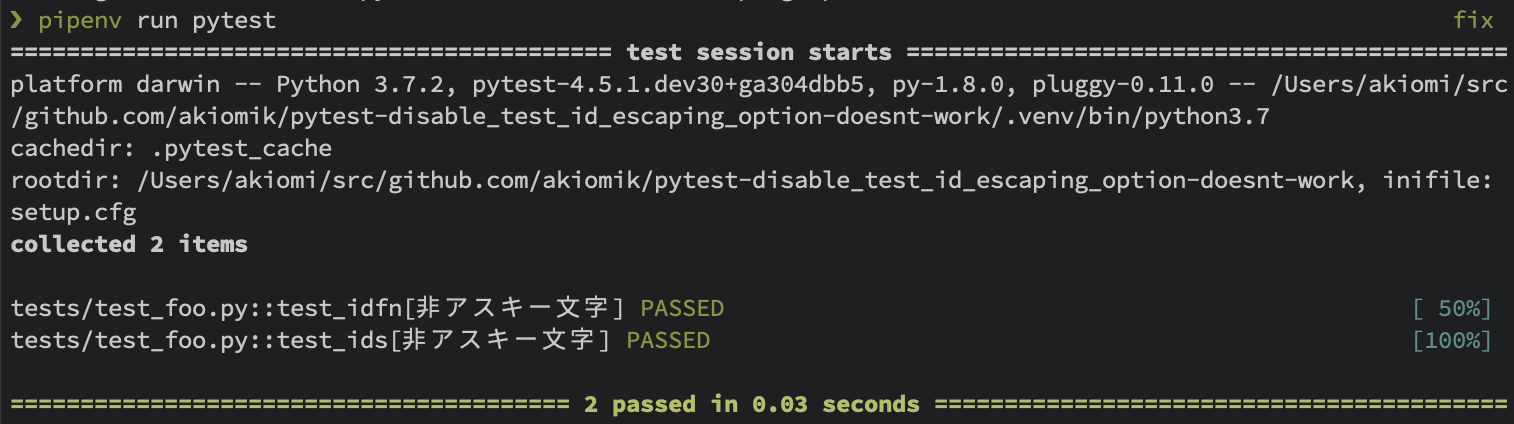 ❯ pipenv run pytest fix
=========================================== test session starts ===========================================
platform darwin -- Python 3.7.2, pytest-4.5.1.dev30+ga304dbb5, py-1.8.0, pluggy-0.11.0 -- /Users/akiomi/src
/github.com/akiomik/pytest-disable_test_id_escaping_option-doesnt-work/.venv/bin/python3.7
cachedir: .pytest_cache
rootdir: /Users/akiomi/src/github.com/akiomik/pytest-disable_test_id_escaping_option-doesnt-work, inifile:
setup.cfg
collected 2 items
tests/test_foo.py::test_idfn[非アスキー文字] PASSED [ 50%]
tests/test_foo.py::test_ids[非アスキー文字] PASSED [100%]
======================================== 2 passed in 0.03 seconds =========================================